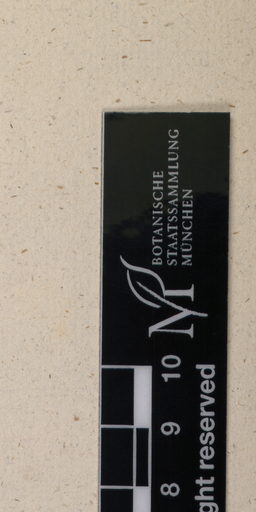 BOTANISCHE
STAATSSAMMLUNG
MÜNCHEN
M
10
9
8
ght reserved